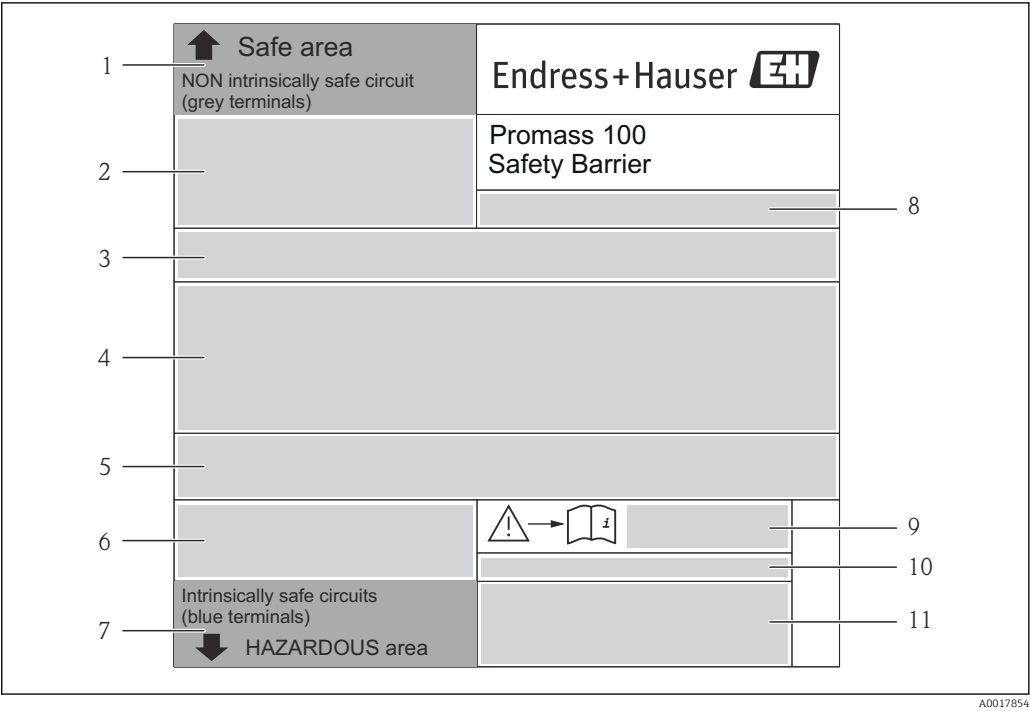 1
Safe area
NON intrinsically safe circuit
(grey terminals)
Endress+Hauser EH
Promass 100
Safety Barrier
2
8
3
4
5
6
i
9
10
Intrinsically safe circuits
(blue terminals)
7
HAZARDOUS area
11
A0017854